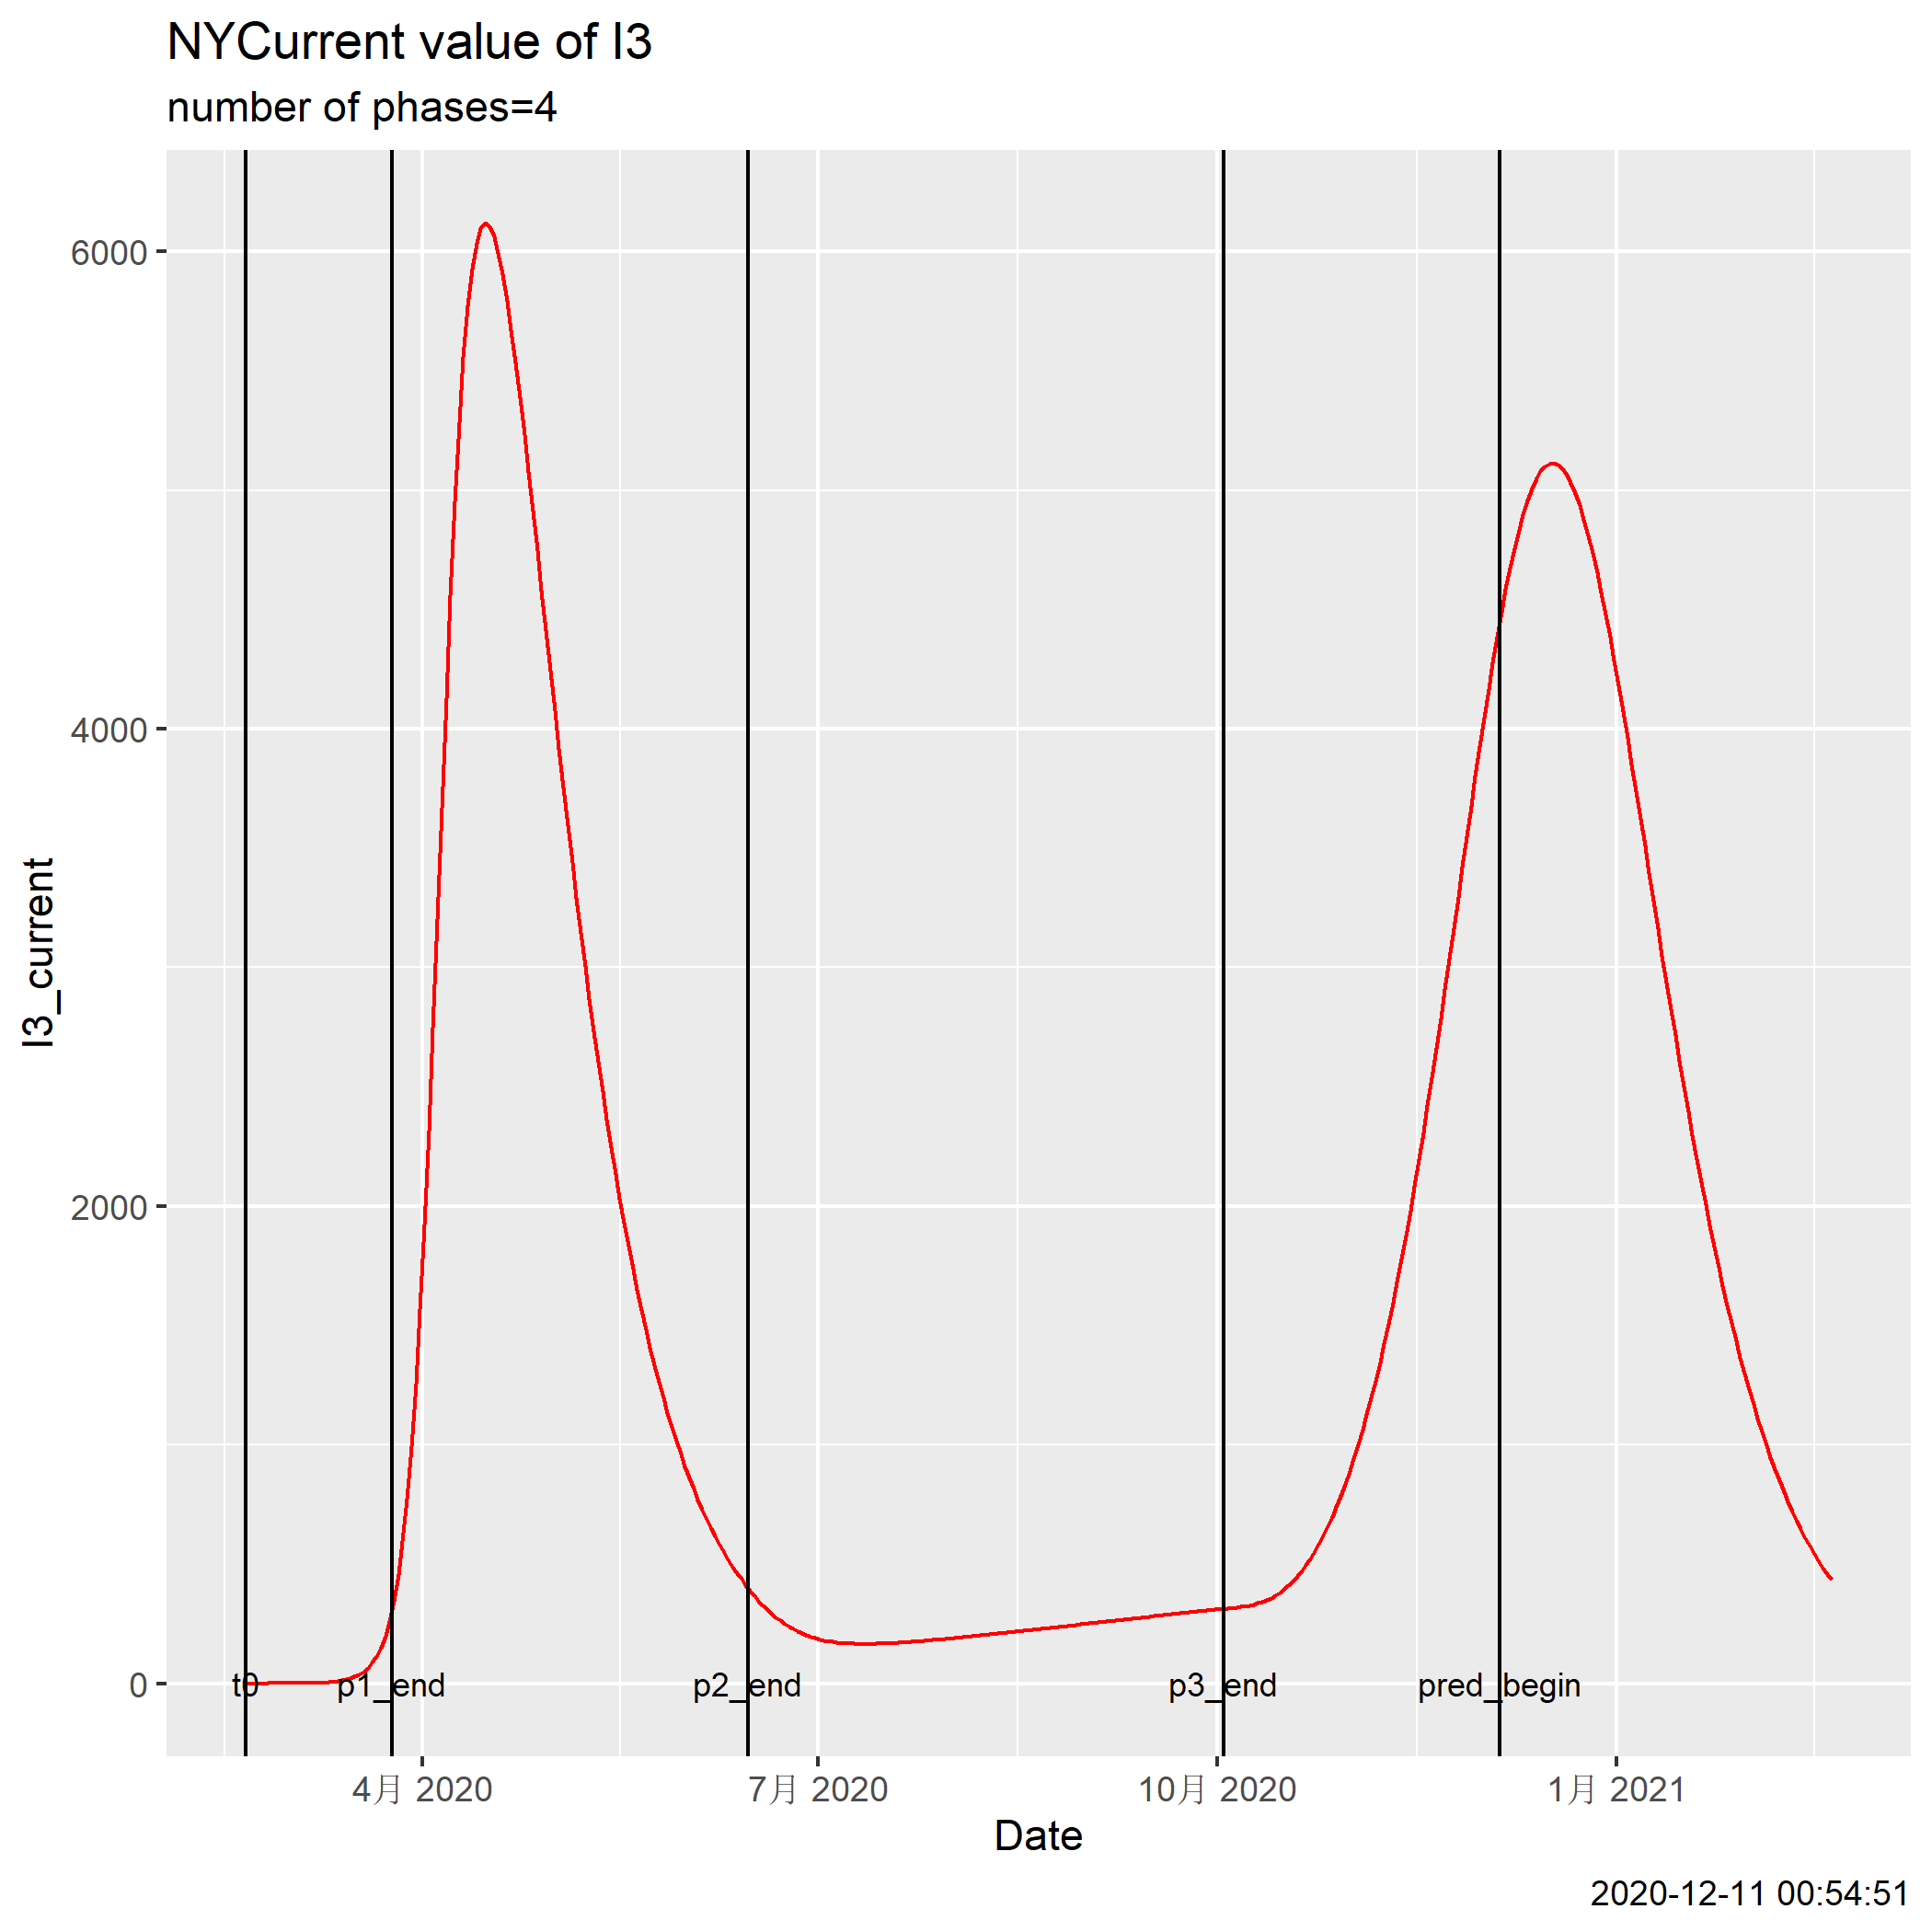 NYCurrent value of I3
number of phases=4
I3_current
6000
4000
2000
0
t0
p1_end
p2_end
p3_end
pred_begin
4月 2020
7月 2020
10月 2020
1月 2021
Date
2020-12-11 00:54:51